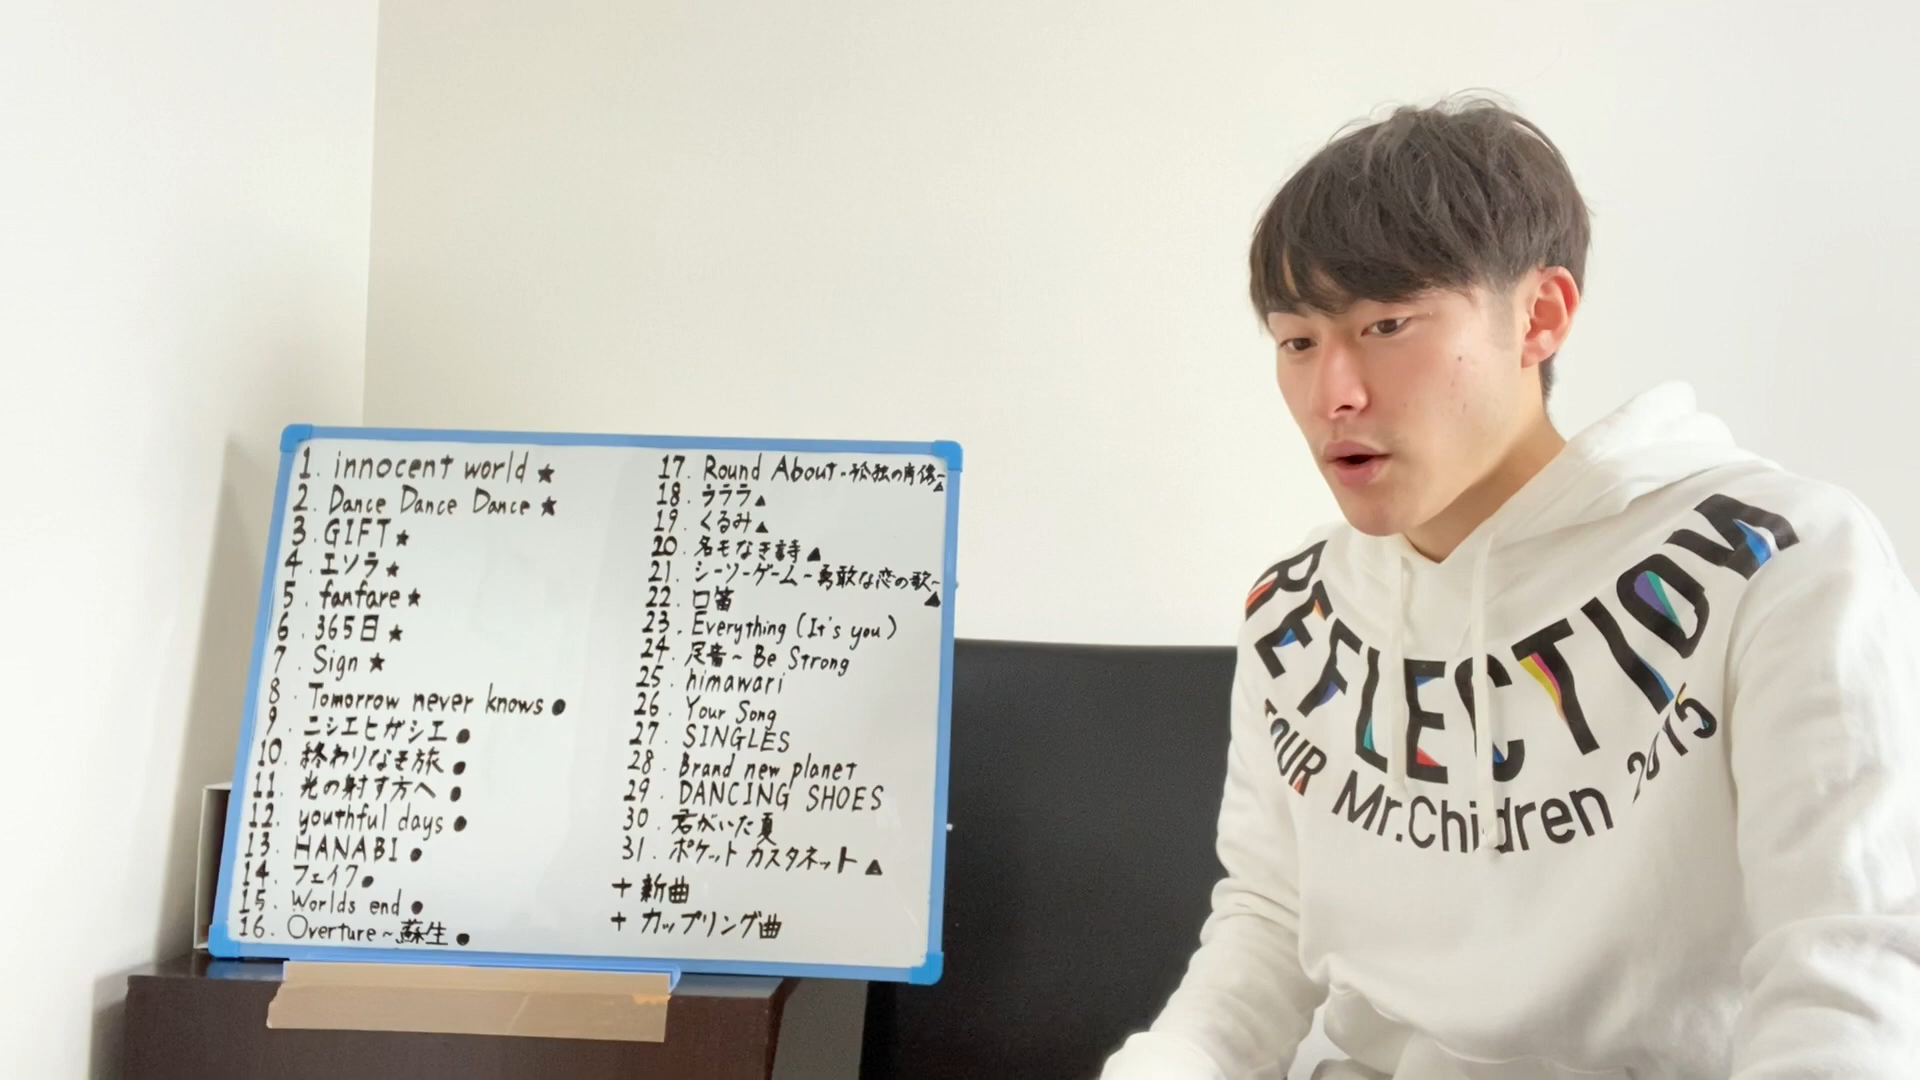 1. innocent world ★
2. Dance Dance Dance ★
3. GIFT ★
4. エソラ ★
5. fanfare ★
6. 365日 ★
7. Sign ★
8. Tomorrow never knows ●
9. ニシエヒガシエ ●
10. 終わりなき旅 ●
11. 光の射す方へ ●
12. youthful days ●
13. HANABI ●
14. フェイク ●
15. Worlds end ●
16. Overture～蘇生 ●
17. Round About-孤独の肖像-▲
18. ラララ▲
19. くるみ▲
20. 名もなき詩▲
21. シーソーゲーム～勇敢な恋の歌～▲
22. 口笛
23. Everything (It's you)
24. 足音～Be Strong
25. himawari
26. Your Song
27. SINGLES
28. Brand new planet
29. DANCING SHOES
30. 君がいた夏
31. ポケット カスタネット▲
+ 新曲
+ カップリング曲
REFLECTION
TOUR Mr.Children 2015